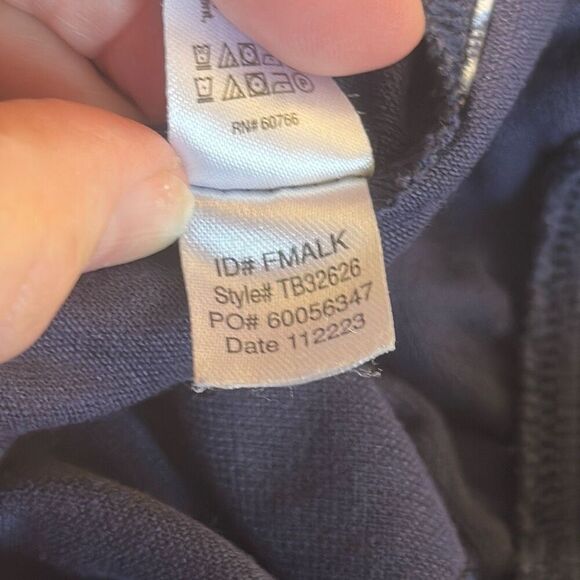 RN# 60766
ID# FMALK
Style# TB32626
PO# 60056347
Date 112223